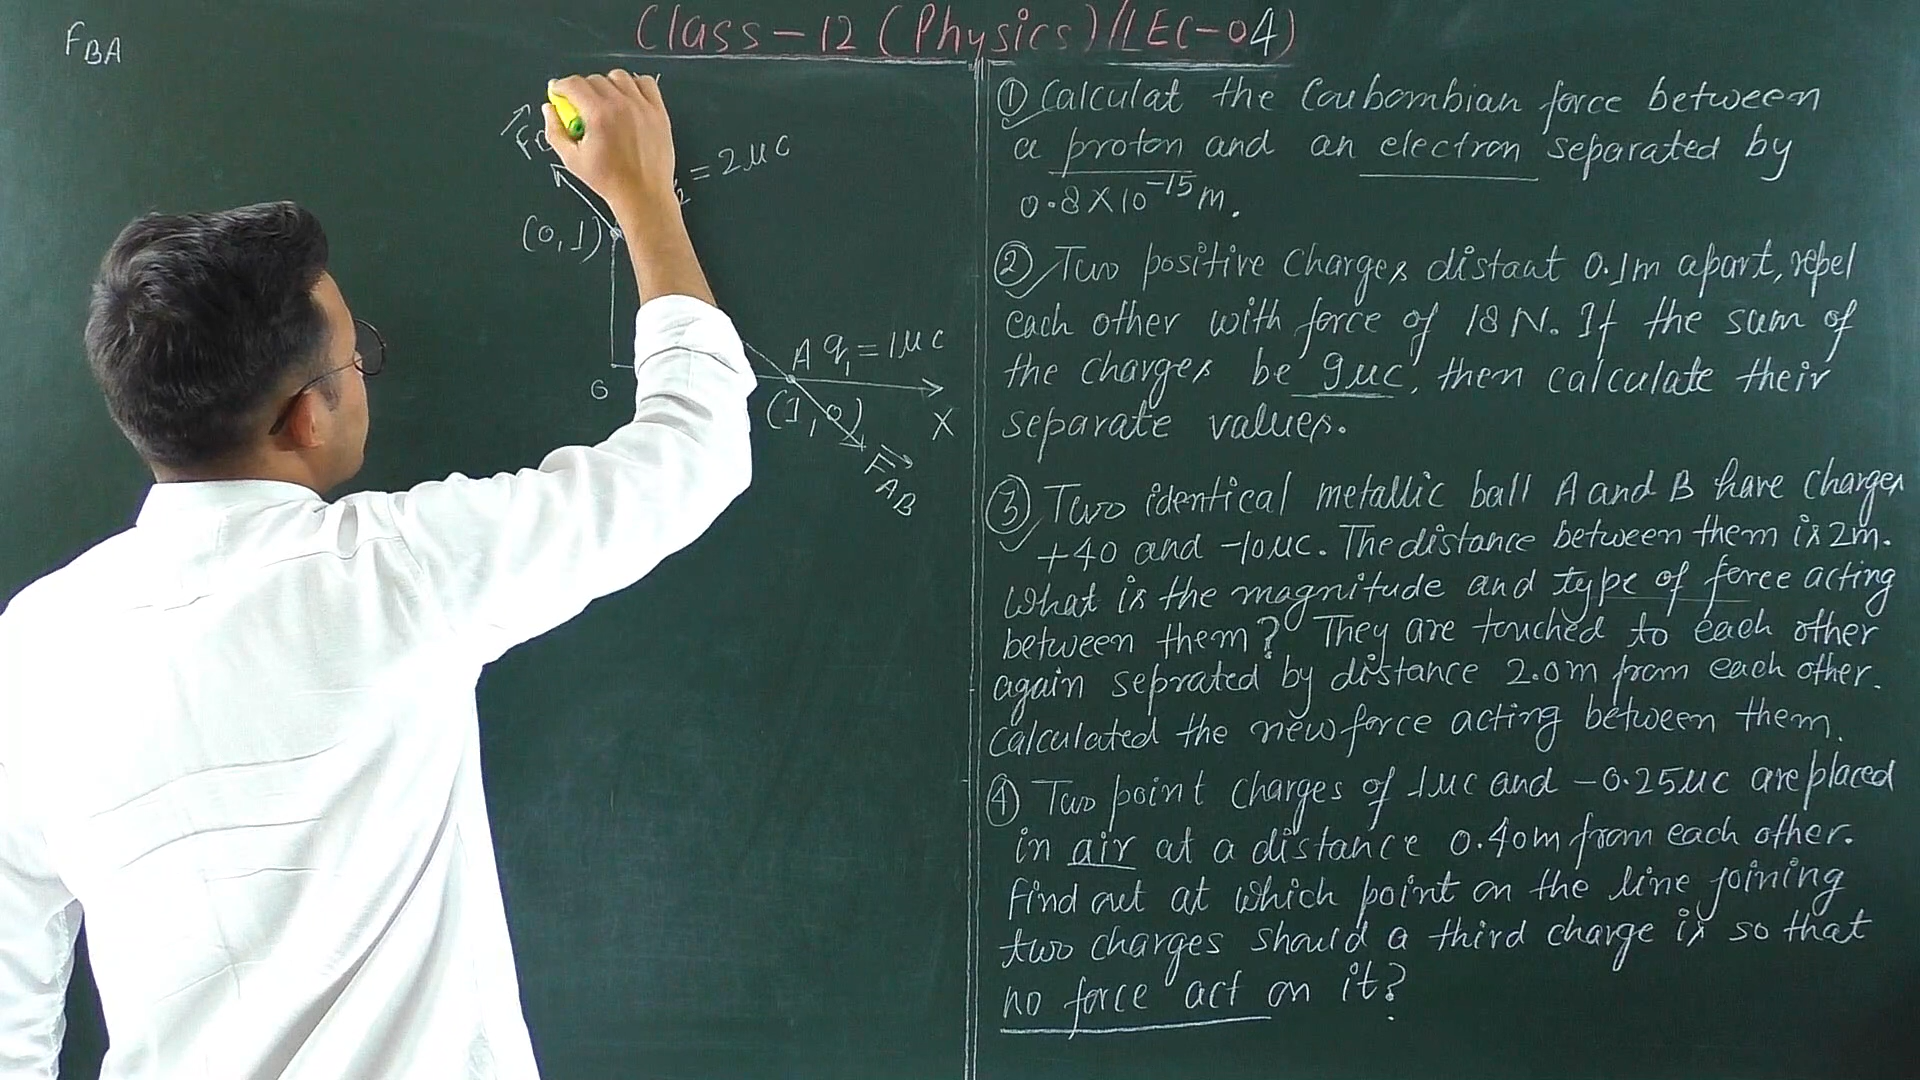 Class-12 (Physics)/LEC-04)
FBA
= 2μc
2
(0,1)
A q1 = 1μc
0
(1, 0)
X
FAB
① Calculat the Coubombian force between
a proton and an electron separated by
0.8×10^-15 m.
② Two positive charges distant 0.1m apart, repel
each other with force of 18 N. If the sum of
the charges be 9μc, then calculate their
separate values.
③ Two identical metallic ball A and B have charges
+40 and -10μc. The distance between them is 2m.
What is the magnitude and type of force acting
between them? They are touched to each other
again seprated by distance 2.0m from each other.
Calculated the new force acting between them.
④ Two point charges of 1μc and -0.25μc are placed
in air at a distance 0.40m from each other.
Find out at which point on the line joining
two charges should a third charge is so that
no force act on it?